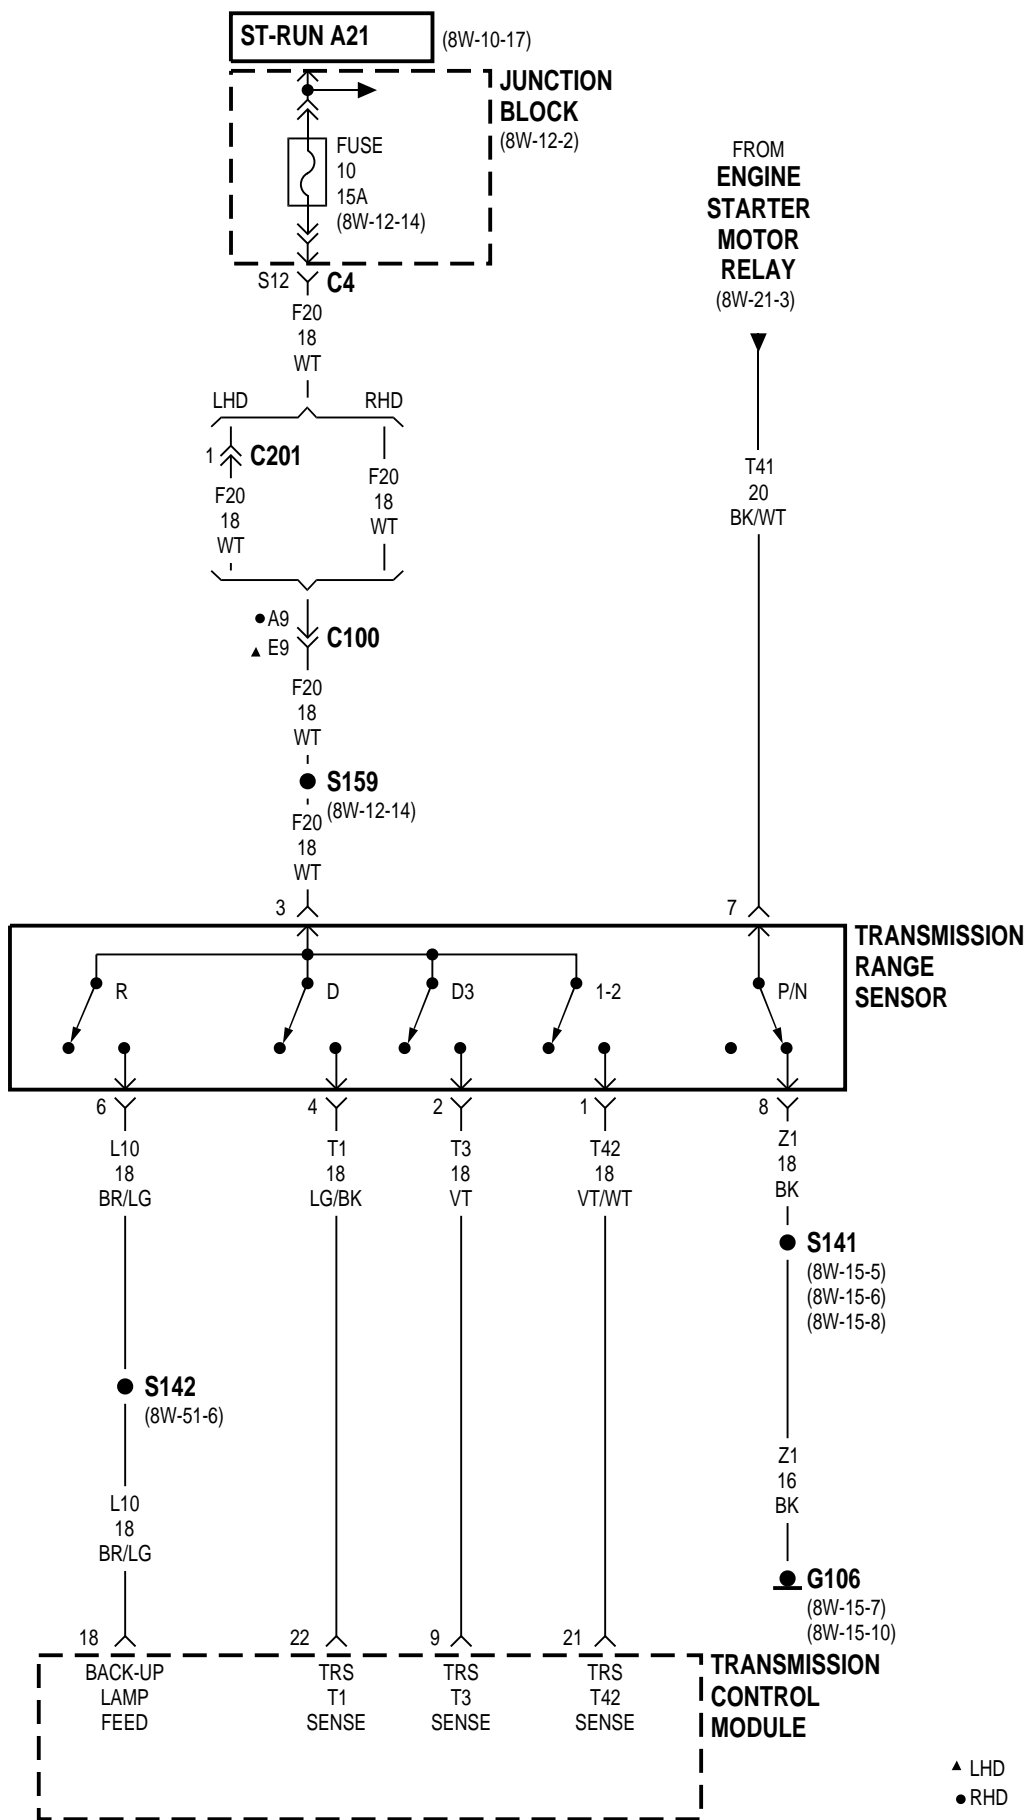 ST-RUN A21
(8W-10-17)
JUNCTION
BLOCK
(8W-12-2)
FUSE
10
15A
(8W-12-14)
S12
C4
F20
18
WT
FROM
ENGINE
STARTER
MOTOR
RELAY
(8W-21-3)
LHD
RHD
1
C201
F20
18
WT
F20
18
WT
T41
20
BK/WT
A9
E9
C100
F20
18
WT
S159
(8W-12-14)
F20
18
WT
3
7
TRANSMISSION
RANGE
SENSOR
R
D
D3
1-2
P/N
6
4
2
1
8
L10
18
BR/LG
T1
18
LG/BK
T3
18
VT
T42
18
VT/WT
Z1
18
BK
S141
(8W-15-5)
(8W-15-6)
(8W-15-8)
S142
(8W-51-6)
L10
18
BR/LG
Z1
16
BK
G106
(8W-15-7)
(8W-15-10)
18
22
9
21
BACK-UP
LAMP
FEED
TRS
T1
SENSE
TRS
T3
SENSE
TRS
T42
SENSE
TRANSMISSION
CONTROL
MODULE
LHD
RHD